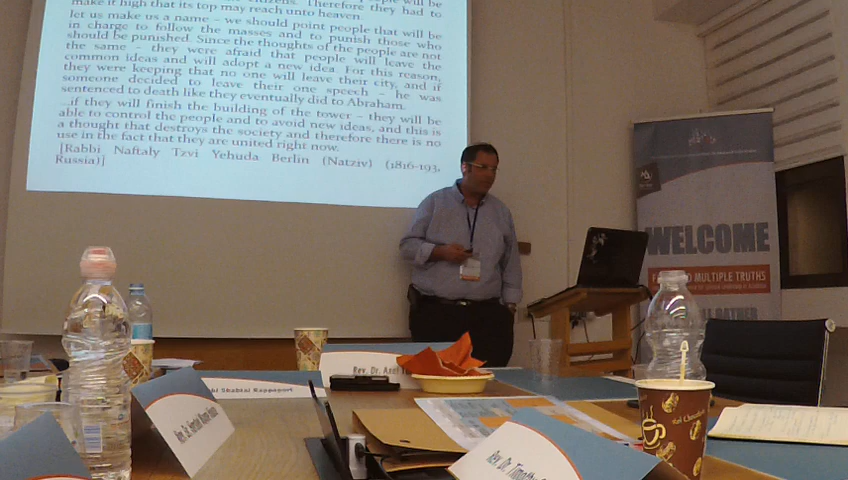 make it high that its top may reach unto heaven.
let us make us a name – we should point people that will be
in charge to follow the masses and to punish those who
should be punished. Since the thoughts of the people are not
the same – they were afraid that people will leave the
common ideas and will adopt a new idea. For this reason,
they were keeping that no one will leave their city, and if
someone decided to leave their one speech – he was
sentenced to death like they eventually did to Abraham.
...if they will finish the building of the tower – they will be
able to control the people and to avoid new ideas, and this is
a thought that destroys the society and therefore there is no
use in the fact that they are united right now.
[Rabbi Naftaly Tzvi Yehuda Berlin (Natziv) (1816-193,
Russia)]
WELCOME
MULTIPLE TRUTHS
Rev. Dr.
Rappaport
Rev. Dr.
Rev. Dr.